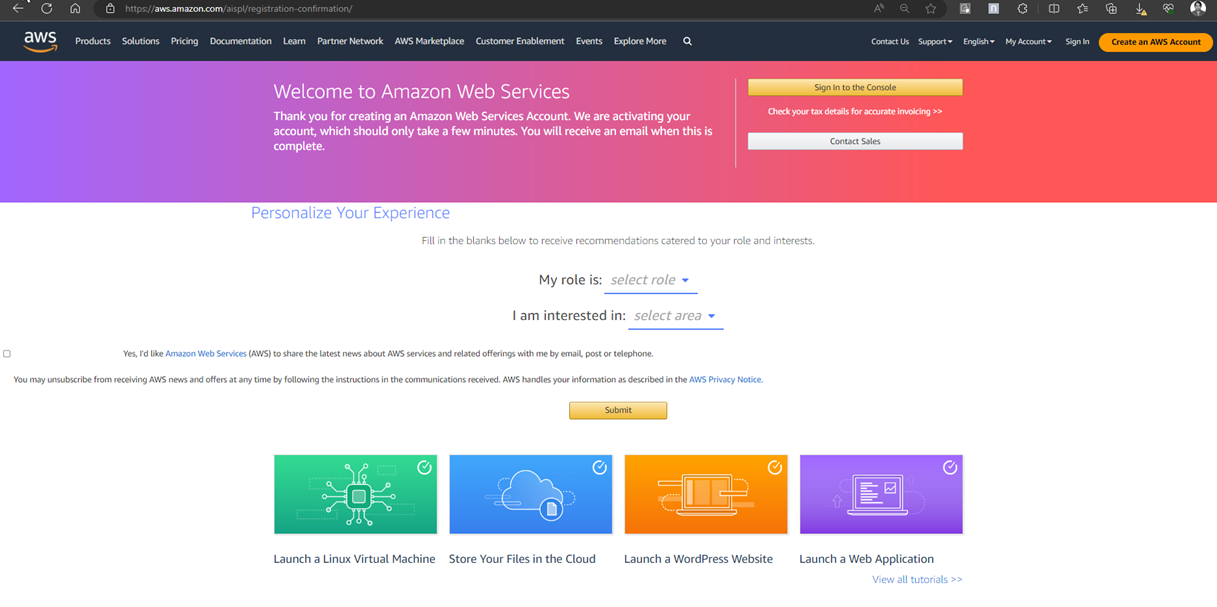 https://aws.amazon.com/aispl/registration-confirmation/
aws
Products Solutions Pricing Documentation Learn Partner Network AWS Marketplace Customer Enablement Events Explore More
Contact Us Support English My Account Sign In Create an AWS Account
Welcome to Amazon Web Services
Thank you for creating an Amazon Web Services Account. We are activating your
account, which should only take a few minutes. You will receive an email when this is
complete.
Sign In to the Console
Check your tax details for accurate invoicing >>
Contact Sales
Personalize Your Experience
Fill in the blanks below to receive recommendations catered to your role and interests.
My role is: select role
I am interested in: select area
Yes, I'd like Amazon Web Services (AWS) to share the latest news about AWS services and related offerings with me by email, post or telephone.
You may unsubscribe from receiving AWS news and offers at any time by following the instructions in the communications received. AWS handles your information as described in the AWS Privacy Notice.
Submit
Launch a Linux Virtual Machine
Store Your Files in the Cloud
Launch a WordPress Website
Launch a Web Application
View all tutorials >>